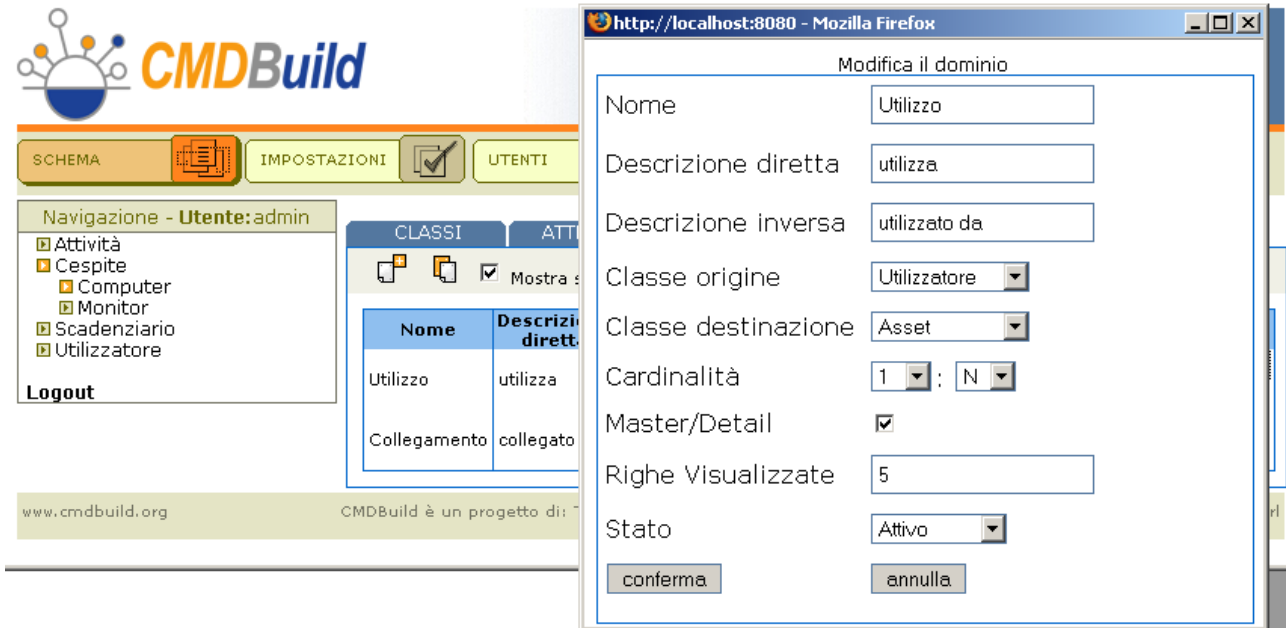 CMDBuild
SCHEMA
IMPOSTAZIONI
UTENTI
Navigazione - Utente:admin
Attività
Cespite
Computer
Monitor
Scadenziario
Utilizzatore
Logout
CLASSI
Mostra
Nome
Utilizzo
utilizza
Collegamento
collegato
www.cmdbuild.org
CMDBuild è un progetto di:
http://localhost:8080 - Mozilla Firefox
Modifica il dominio
Nome Utilizzo
Descrizione diretta utilizza
Descrizione inversa utilizzato da
Classe origine Utilizzatore
Classe destinazione Asset
Cardinalità 1 : N
Master/Detail
Righe Visualizzate 5
Stato Attivo
conferma annulla